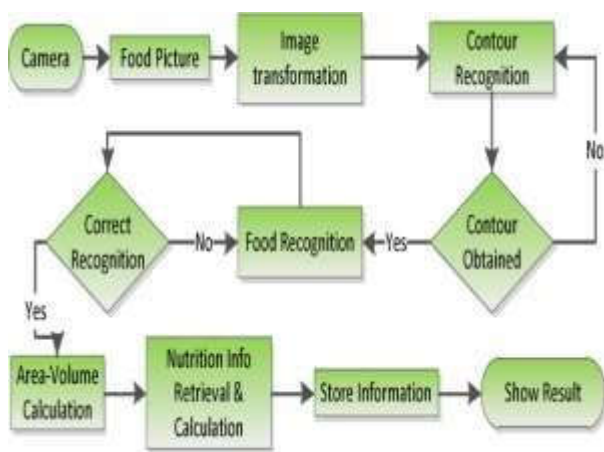 Camera
Food Picture
Image
transformation
Contour
Recognition
No
Correct
Recognition
No
Food Recognition
Yes
Contour
Obtained
Yes
Area-Volume
Calculation
Nutrition Info
Retrieval &
Calculation
Store Information
Show Result